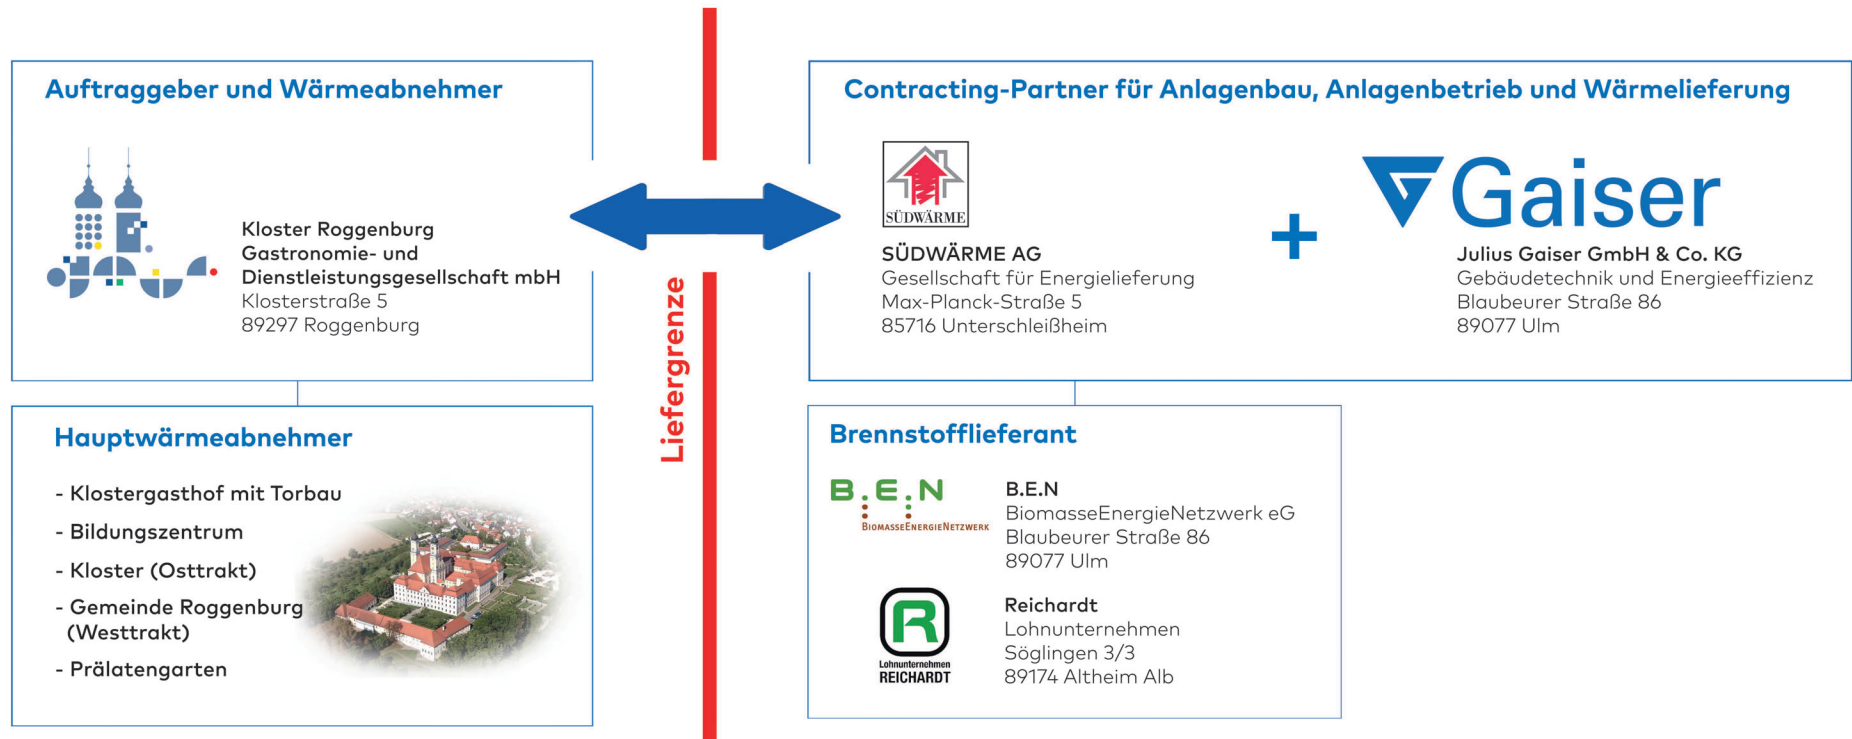 Auftraggeber und Wärmeabnehmer
Kloster Roggenburg
Gastronomie- und
Dienstleistungsgesellschaft mbH
Klosterstraße 5
89297 Roggenburg
Hauptwärmeabnehmer
- Klostergasthof mit Torbau
- Bildungszentrum
- Kloster (Osttrakt)
- Gemeinde Roggenburg
(Westtrakt)
- Prälatengarten
Liefergrenze
Contracting-Partner für Anlagenbau, Anlagenbetrieb und Wärmelieferung
SÜDWÄRME
SÜDWÄRME AG
Gesellschaft für Energielieferung
Max-Planck-Straße 5
85716 Unterschleißheim
+
Gaiser
Julius Gaiser GmbH & Co. KG
Gebäudetechnik und Energieeffizienz
Blaubeurer Straße 86
89077 Ulm
Brennstofflieferant
B.E.N
BIOMASSEENERGIENETZWERK
B.E.N
BiomasseEnergieNetzwerk eG
Blaubeurer Straße 86
89077 Ulm
R
Lohnunternehmen
REICHARDT
Reichardt
Lohnunternehmen
Söglingen 3/3
89174 Altheim Alb